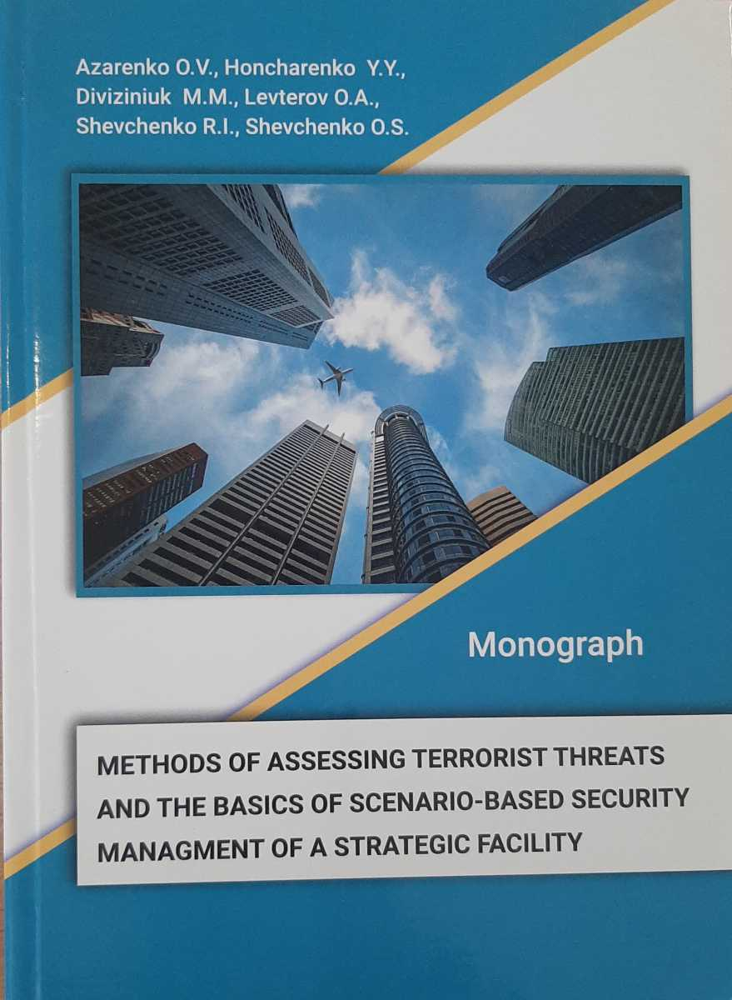 Azarenko O.V., Honcharenko Y.Y.,
Diviziniuk M.M., Levterov O.A.,
Shevchenko R.I., Shevchenko O.S.
Monograph
METHODS OF ASSESSING TERRORIST THREATS
AND THE BASICS OF SCENARIO-BASED SECURITY
MANAGMENT OF A STRATEGIC FACILITY